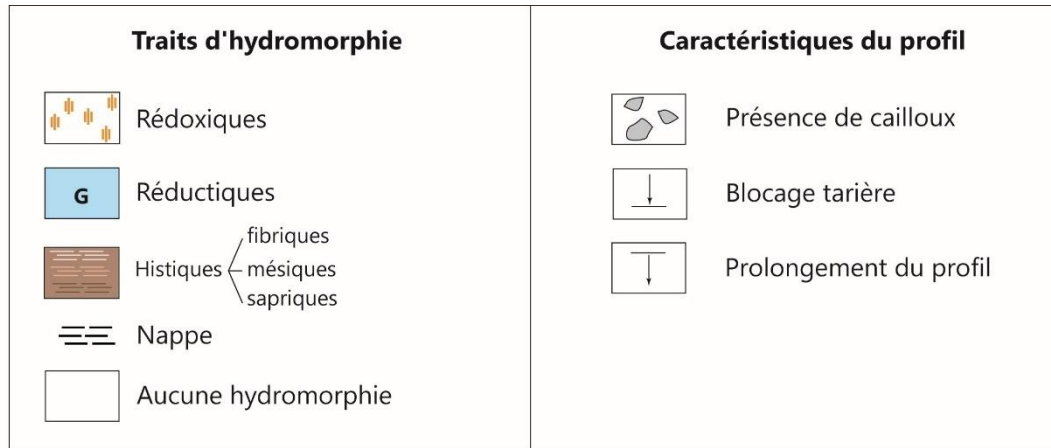 Traits d'hydromorphie
Rédoxiques
G
Réductiques
Histiques
fibriques
mésiques
sapriques
Nappe
Aucune hydromorphie
Caractéristiques du profil
Présence de cailloux
Blocage tarière
Prolongement du profil